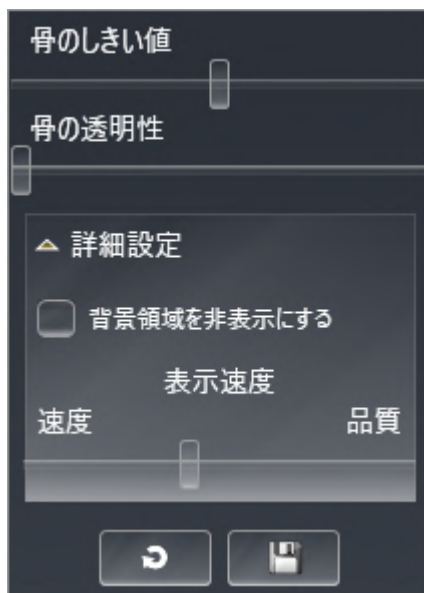 骨のしきい値
骨の透明性
詳細設定
背景領域を非表示にする
表示速度
速度 品質